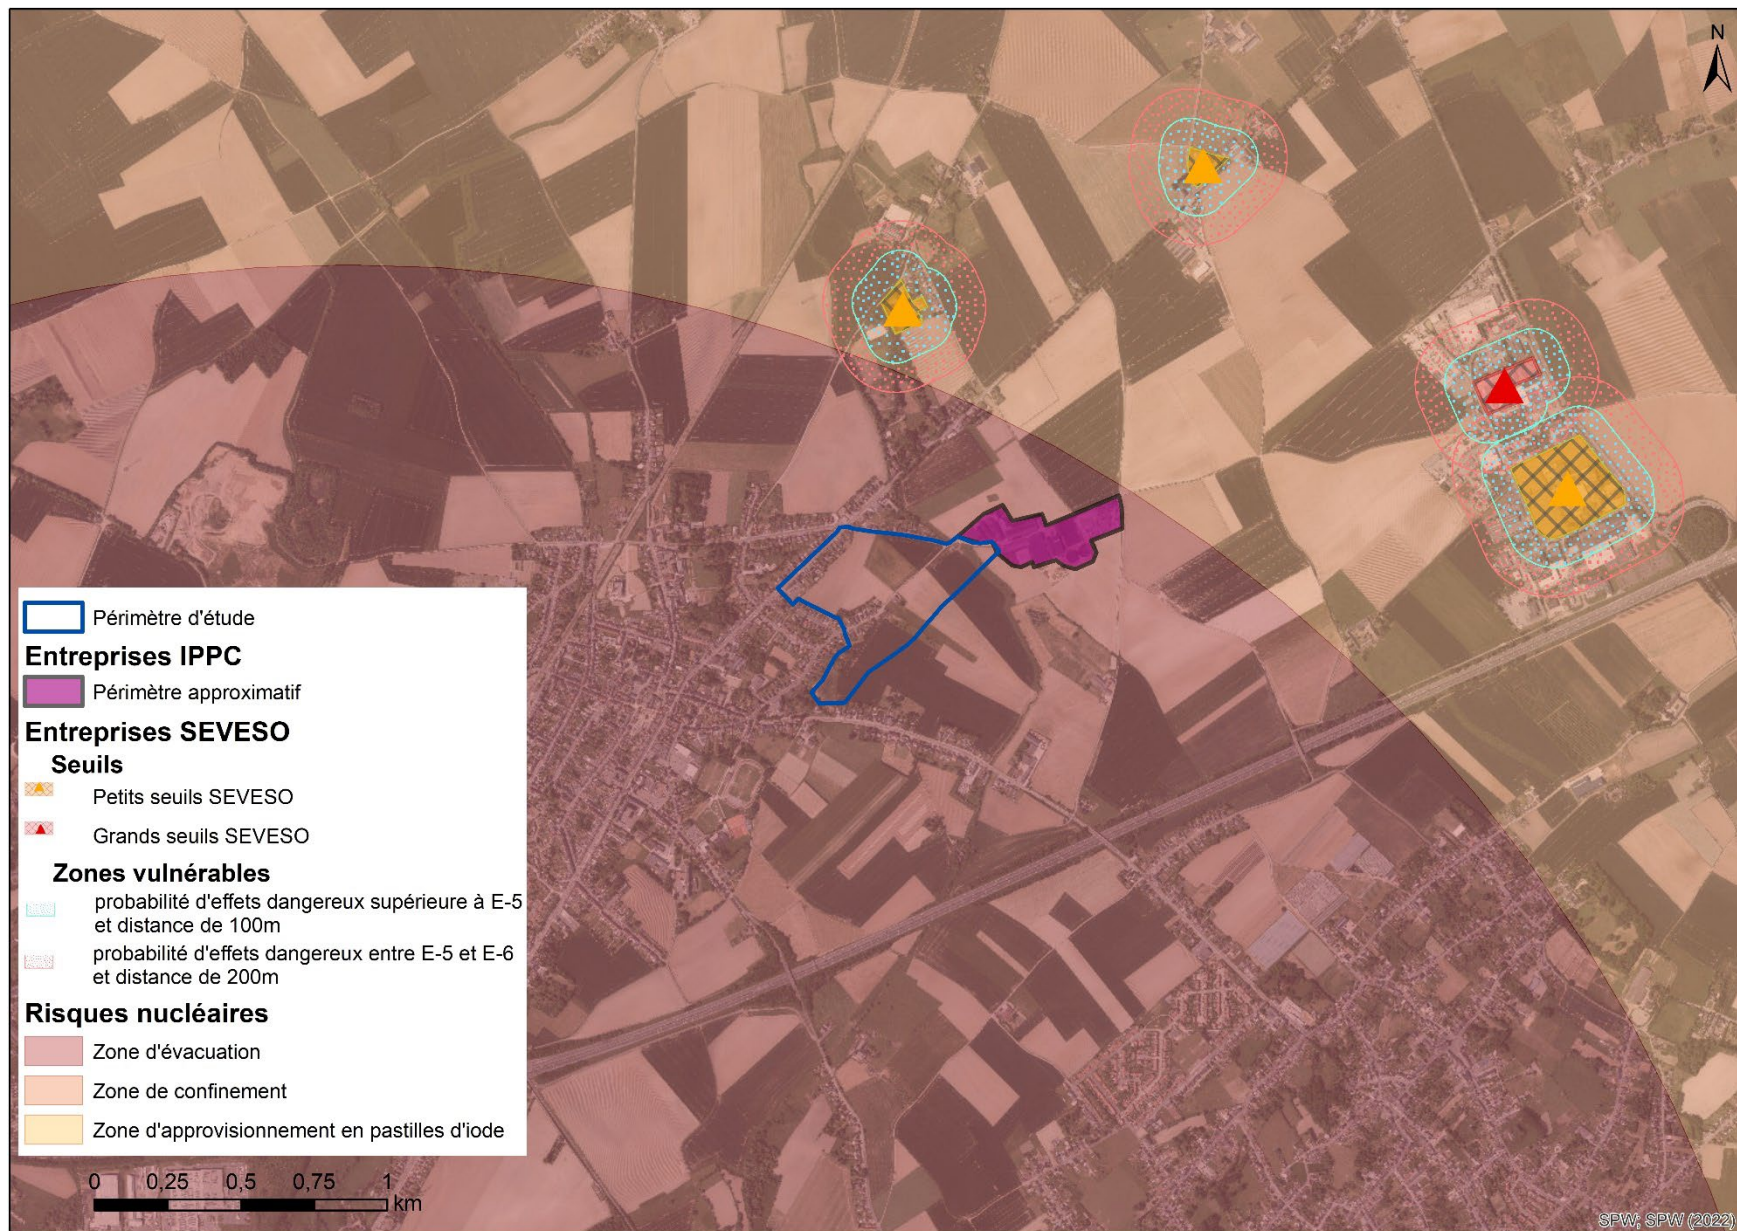 N
Périmètre d'étude
Entreprises IPPC
Périmètre approximatif
Entreprises SEVESO
Seuils
Petits seuils SEVESO
Grands seuils SEVESO
Zones vulnérables
probabilité d'effets dangereux supérieure à E-5
et distance de 100m
probabilité d'effets dangereux entre E-5 et E-6
et distance de 200m
Risques nucléaires
Zone d'évacuation
Zone de confinement
Zone d'approvisionnement en pastilles d'iode
0 0,25 0,5 0,75 1
km
SPW; SPW (2022)